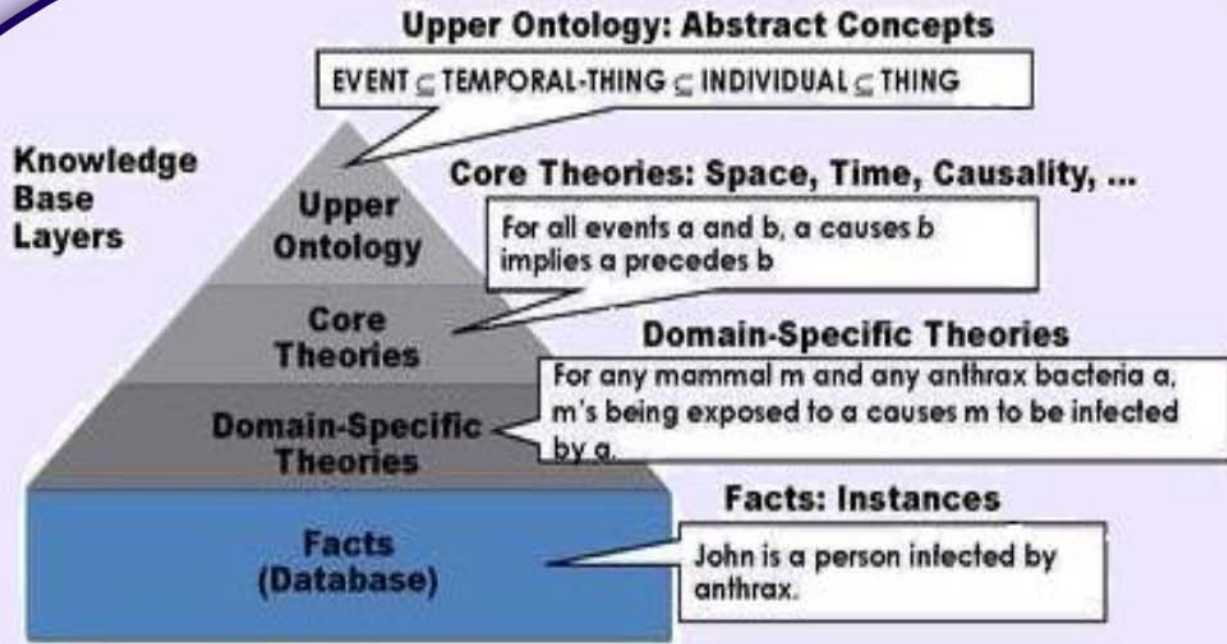 Upper Ontology: Abstract Concepts
EVENT ⊆ TEMPORAL-THING ⊆ INDIVIDUAL ⊆ THING
Knowledge
Base
Layers
Upper
Ontology
Core Theories: Space, Time, Causality, ...
For all events a and b, a causes b
implies a precedes b
Core
Theories
Domain-Specific Theories
For any mammal m and any anthrax bacteria a,
m's being exposed to a causes m to be infected
by a.
Domain-Specific
Theories
Facts: Instances
John is a person infected by
anthrax.
Facts
(Database)